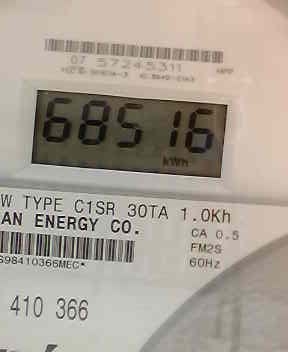 07 57245311
68516
kWh
W TYPE C1SR 30TA 1.0Kh
AN ENERGY CO.
CA 0.5
FM2S
S98410366MEC*
60Hz
410 366